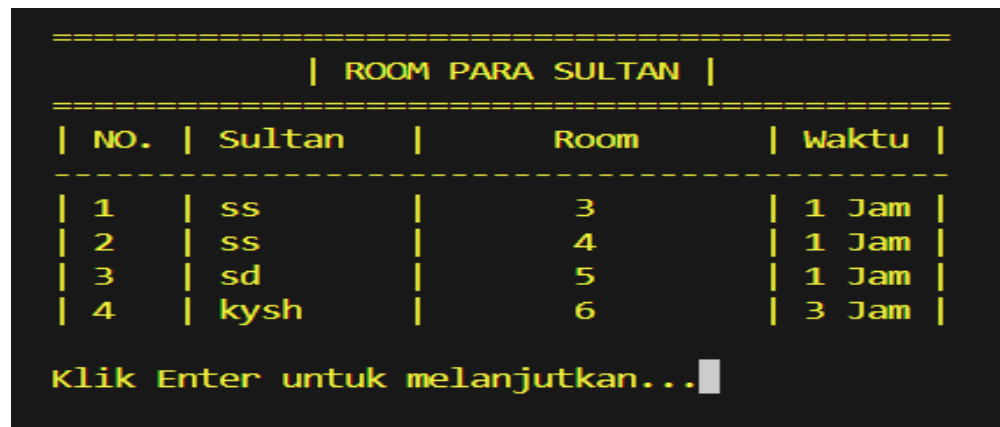 ===========================================
| ROOM PARA SULTAN |
===========================================
| NO. | Sultan | Room | Waktu |
-------------------------------------------
| 1 | ss | 3 | 1 Jam |
| 2 | ss | 4 | 1 Jam |
| 3 | sd | 5 | 1 Jam |
| 4 | kysh | 6 | 3 Jam |
Klik Enter untuk melanjutkan...